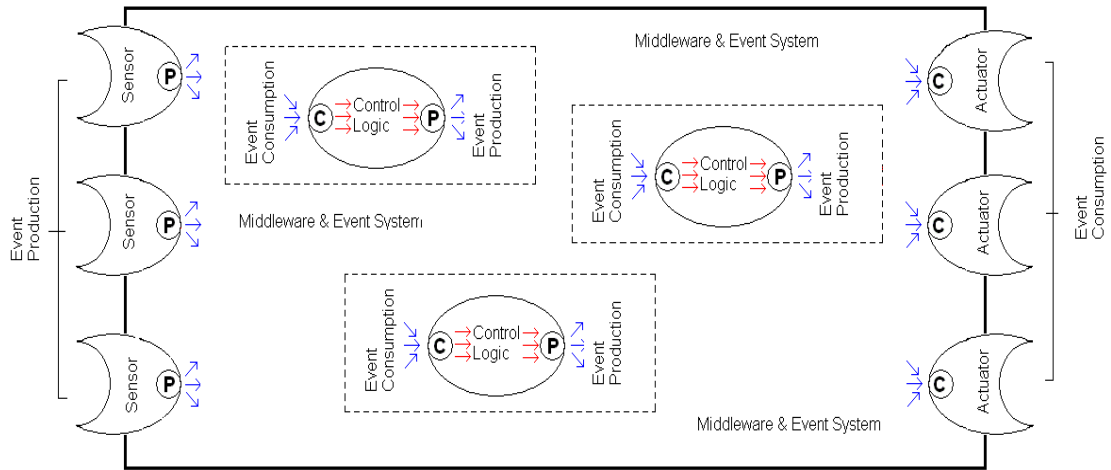 Event
Production
Sensor
P
Sensor
P
Sensor
P
Middleware & Event System
Event
Consumption
C
Control
Logic
P
Event
Production
Middleware & Event System
Event
Consumption
C
Control
Logic
P
Event
Production
Event
Consumption
C
Control
Logic
P
Event
Production
Middleware & Event System
C
Actuator
C
Actuator
C
Actuator
Event
Consumption